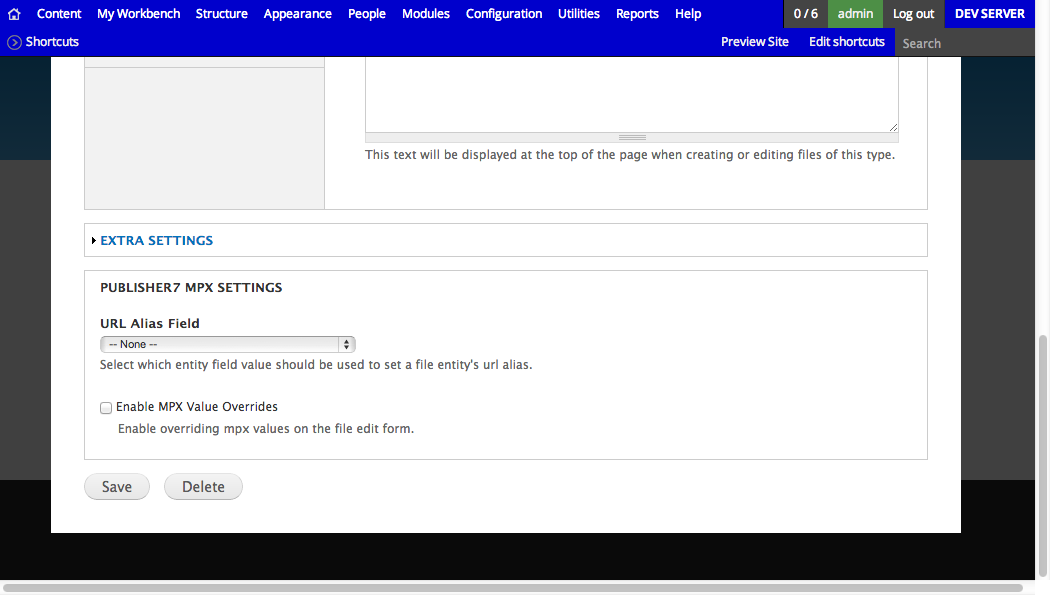 Content My Workbench Structure Appearance People Modules Configuration Utilities Reports Help 0 / 6 admin Log out DEV SERVER
Shortcuts Preview Site Edit shortcuts Search
This text will be displayed at the top of the page when creating or editing files of this type.
EXTRA SETTINGS
PUBLISHER7 MPX SETTINGS
URL Alias Field
-- None --
Select which entity field value should be used to set a file entity's url alias.
Enable MPX Value Overrides
Enable overriding mpx values on the file edit form.
Save Delete